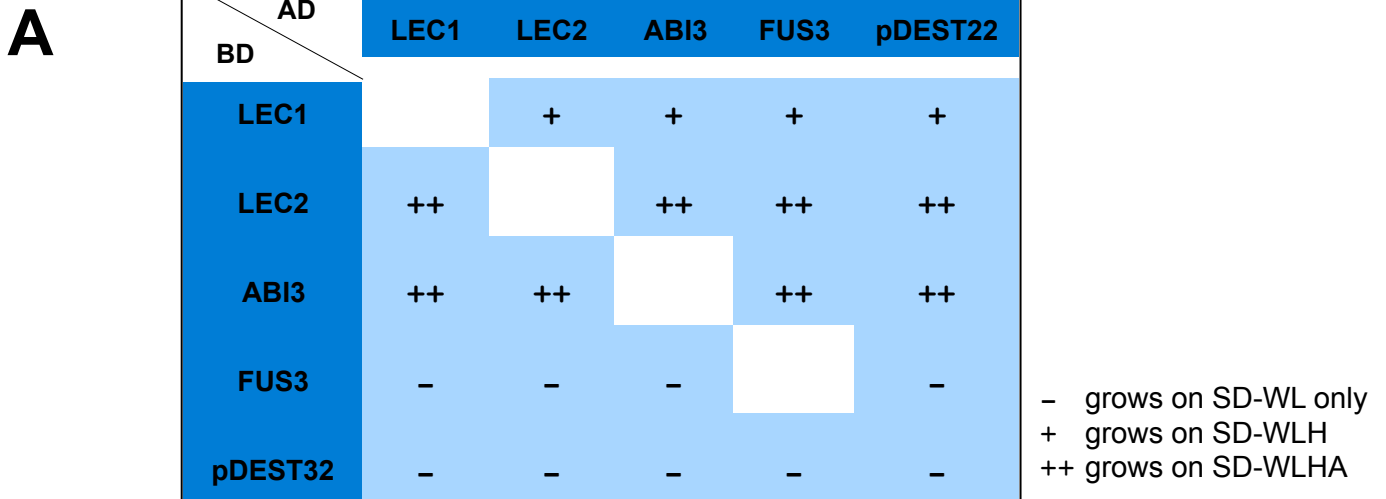 A
AD
BD
LEC1 LEC2 ABI3 FUS3 pDEST22
LEC1 + + + +
LEC2 ++ ++ ++ ++
ABI3 ++ ++ ++ ++
FUS3 – – – –
pDEST32 – – – – –
– grows on SD-WL only
+ grows on SD-WLH
++ grows on SD-WLHA